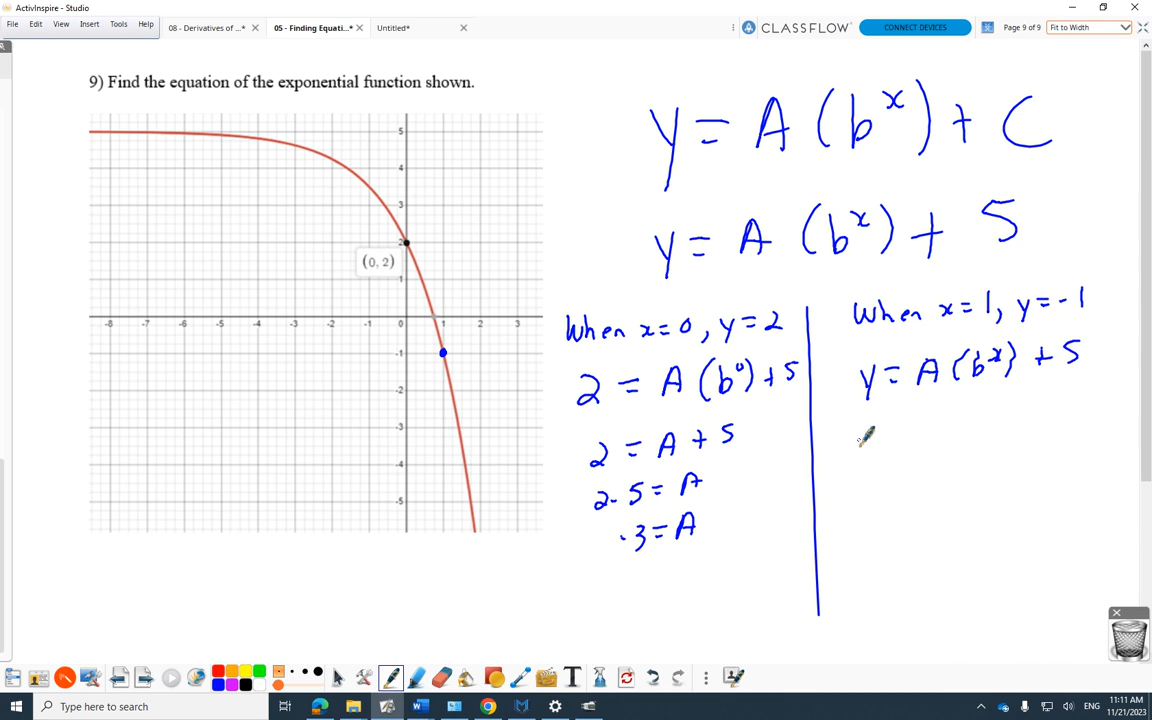 ActivInspire - Studio
File Edit View Insert Tools Help
08 - Derivatives of ...*
05 - Finding Equati...*
Untitled*
CLASSFLOW
CONNECT DEVICES
Page 9 of 9
Fit to Width
9) Find the equation of the exponential function shown.
5
4
3
2
1
-8 -7 -6 -5 -4 -3 -2 -1 0 1 2 3
-1
-2
-3
-4
-5
(0, 2)
y = A(b^x) + C
y = A(b^x) + 5
When x=0, y=2
2 = A(b^0)+5
2 = A + 5
2-5 = A
-3 = A
When x=1, y=-1
y = A(b^x) + 5
Type here to search
ENG
11:11 AM
11/21/2023